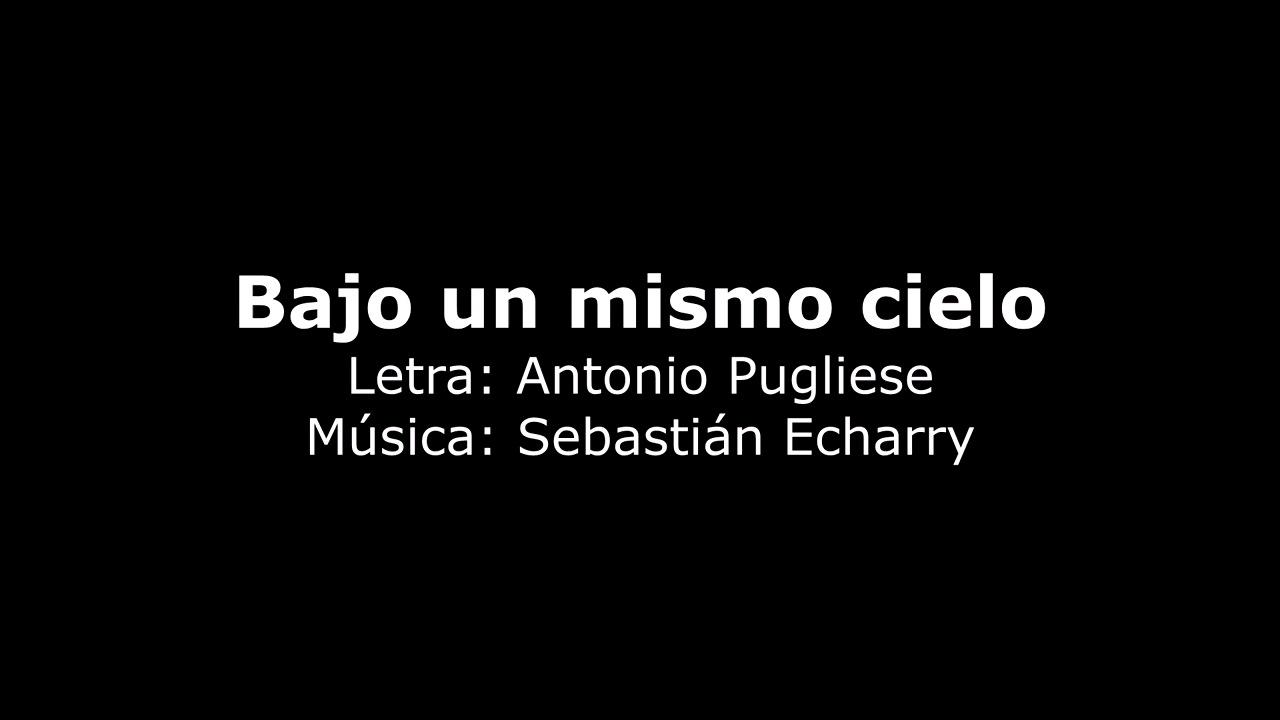 Bajo un mismo cielo
Letra: Antonio Pugliese
Música: Sebastián Echarry